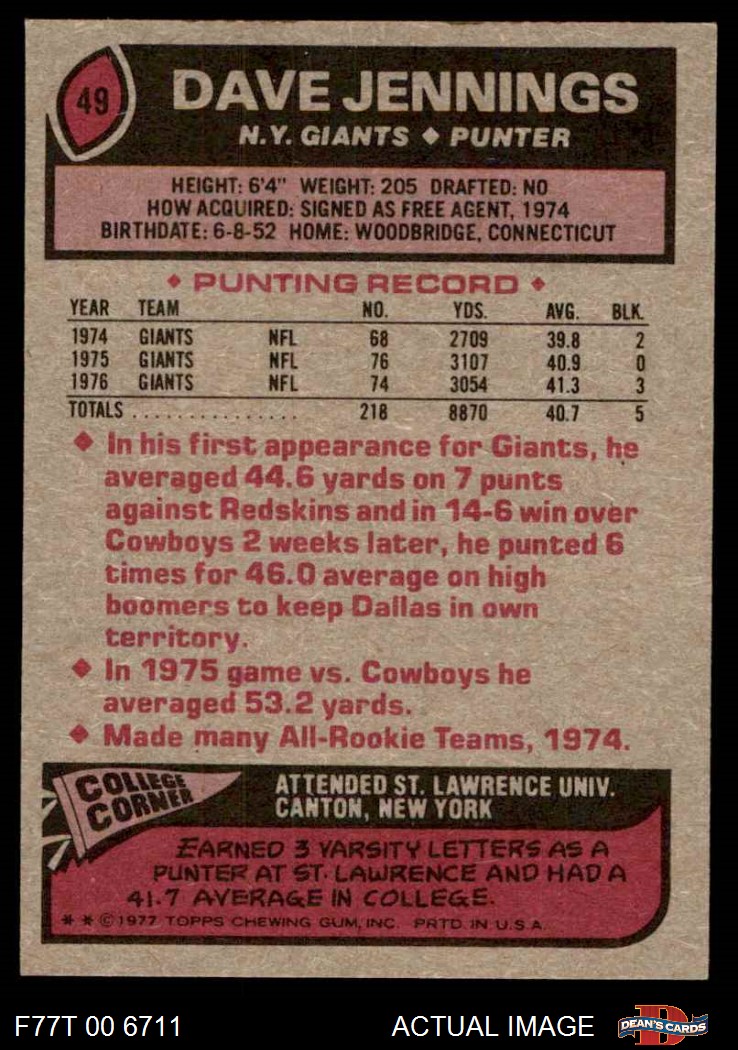 49
DAVE JENNINGS
N.Y. GIANTS ♦ PUNTER
HEIGHT: 6'4" WEIGHT: 205 DRAFTED: NO
HOW ACQUIRED: SIGNED AS FREE AGENT, 1974
BIRTHDATE: 6-8-52 HOME: WOODBRIDGE, CONNECTICUT
♦ PUNTING RECORD ♦
YEAR TEAM NO. YDS. AVG. BLK.
1974 GIANTS NFL 68 2709 39.8 2
1975 GIANTS NFL 76 3107 40.9 0
1976 GIANTS NFL 74 3054 41.3 3
TOTALS . . . . . . . . . . . . . . . 218 8870 40.7 5
♦ In his first appearance for Giants, he
averaged 44.6 yards on 7 punts
against Redskins and in 14-6 win over
Cowboys 2 weeks later, he punted 6
times for 46.0 average on high
boomers to keep Dallas in own
territory.
♦ In 1975 game vs. Cowboys he
averaged 53.2 yards.
♦ Made many All-Rookie Teams, 1974.
COLLEGE
CORNER
ATTENDED ST. LAWRENCE UNIV.
CANTON, NEW YORK
EARNED 3 VARSITY LETTERS AS A
PUNTER AT ST. LAWRENCE AND HAD A
41.7 AVERAGE IN COLLEGE.
* * © 1977 TOPPS CHEWING GUM, INC. PRTD. IN U.S.A.
F77T 00 6711 ACTUAL IMAGE
D
DEAN'S CARDS